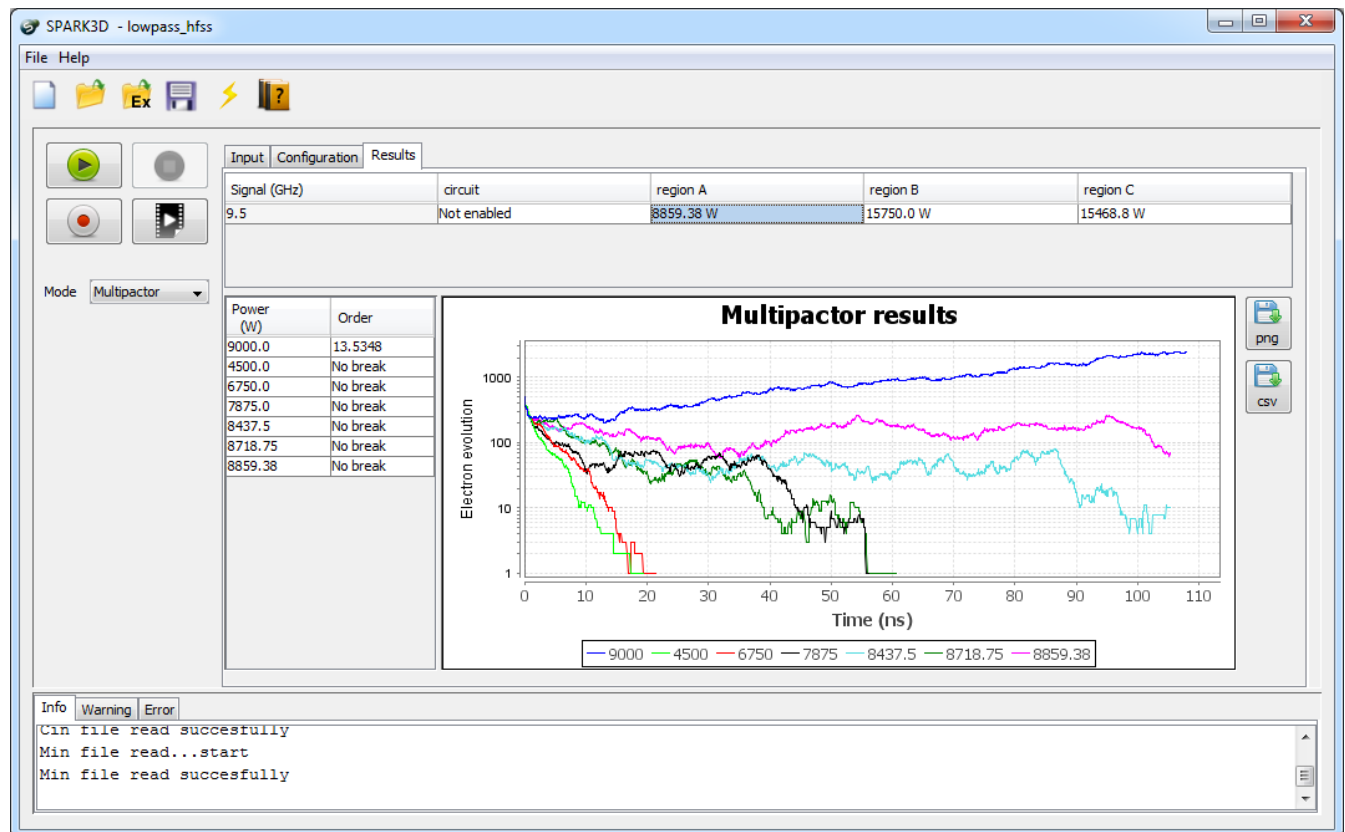 SPARK3D - lowpass_hfss
File Help
Ex
?
Input Configuration Results
Signal (GHz) circuit region A region B region C
9.5 Not enabled 8859.38 W 15750.0 W 15468.8 W
Mode Multipactor
Power (W) Order
9000.0 13.5348
4500.0 No break
6750.0 No break
7875.0 No break
8437.5 No break
8718.75 No break
8859.38 No break
Multipactor results
Electron evolution
1000
100
10
1
0 10 20 30 40 50 60 70 80 90 100 110
Time (ns)
9000 4500 6750 7875 8437.5 8718.75 8859.38
png
csv
Info Warning Error
Cin file read succesfully
Min file read...start
Min file read succesfully